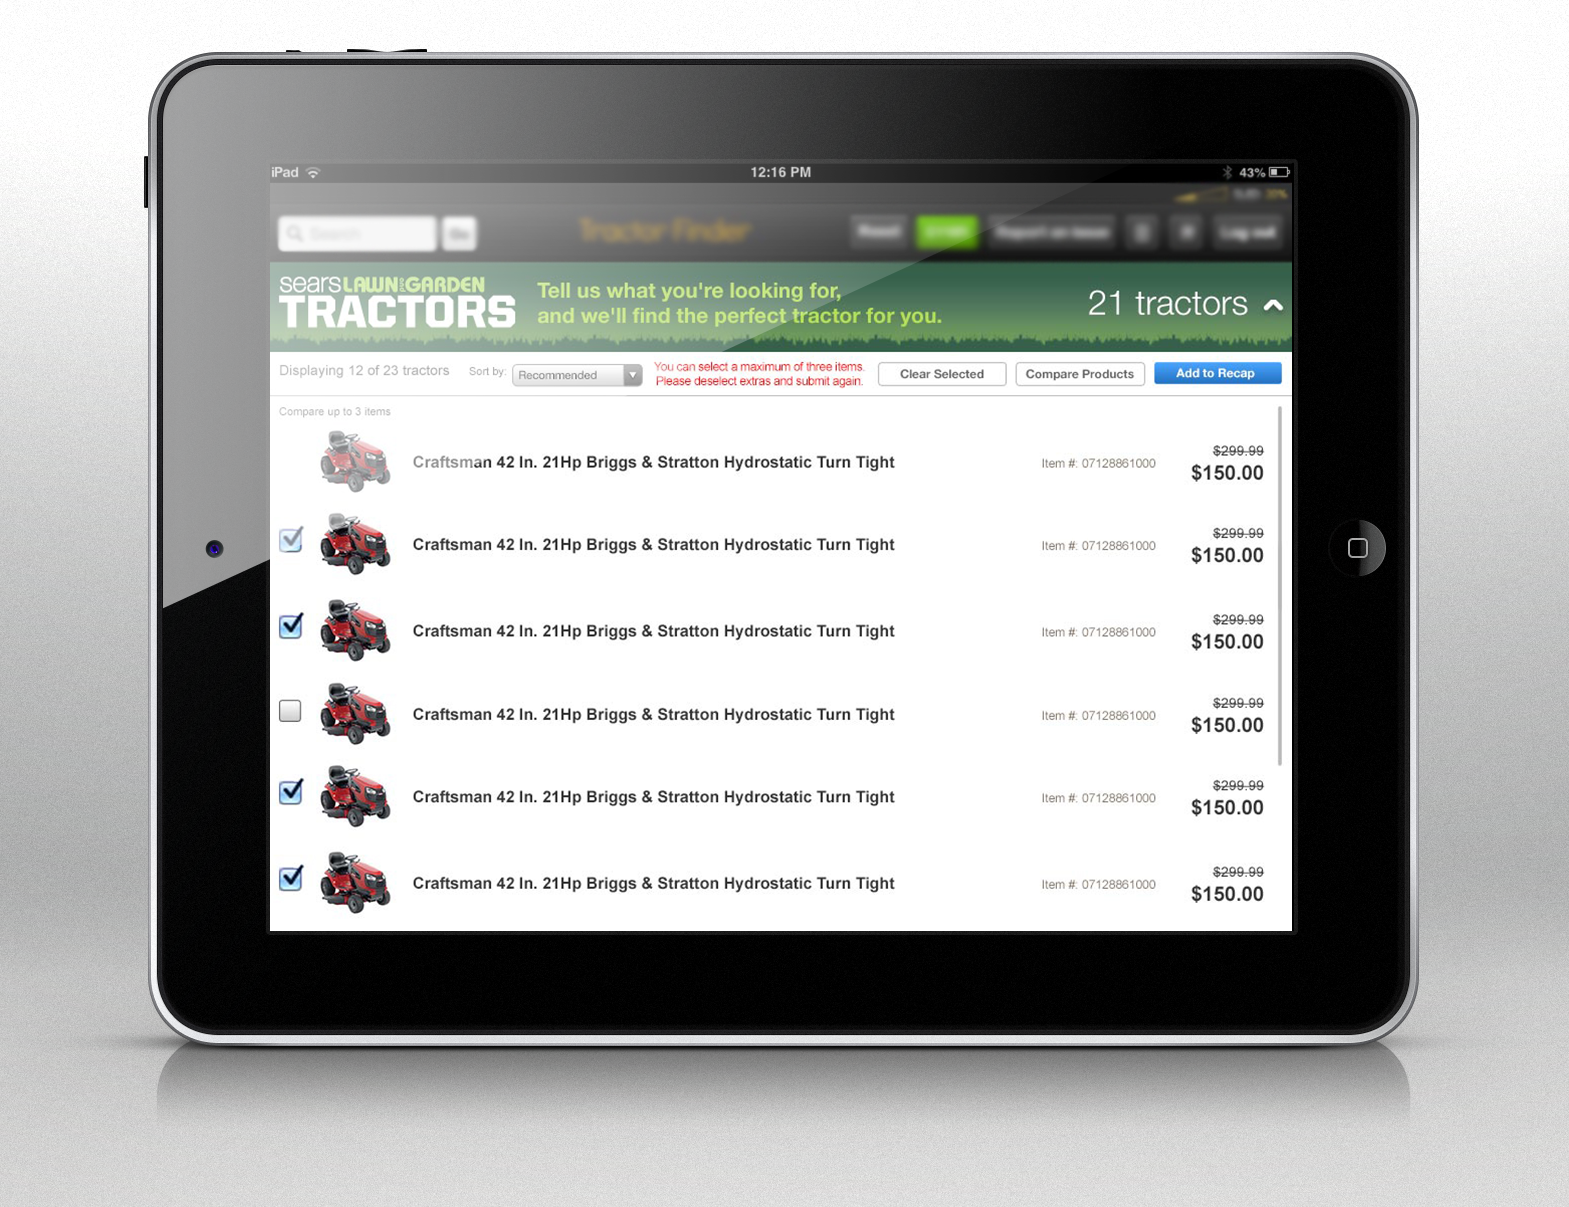 iPad 12:16 PM 43%
Tractor Finder
Log out
sears LAWN AND GARDEN
TRACTORS
Tell us what you're looking for,
and we'll find the perfect tractor for you.
21 tractors
Displaying 12 of 23 tractors
Sort by:
Recommended
You can select a maximum of three items.
Please deselect extras and submit again.
Clear Selected
Compare Products
Add to Recap
Compare up to 3 items
Craftsman 42 In. 21Hp Briggs & Stratton Hydrostatic Turn Tight
Item #: 07128861000
$299.99
$150.00
Craftsman 42 In. 21Hp Briggs & Stratton Hydrostatic Turn Tight
Item #: 07128861000
$299.99
$150.00
Craftsman 42 In. 21Hp Briggs & Stratton Hydrostatic Turn Tight
Item #: 07128861000
$299.99
$150.00
Craftsman 42 In. 21Hp Briggs & Stratton Hydrostatic Turn Tight
Item #: 07128861000
$299.99
$150.00
Craftsman 42 In. 21Hp Briggs & Stratton Hydrostatic Turn Tight
Item #: 07128861000
$299.99
$150.00
Craftsman 42 In. 21Hp Briggs & Stratton Hydrostatic Turn Tight
Item #: 07128861000
$299.99
$150.00